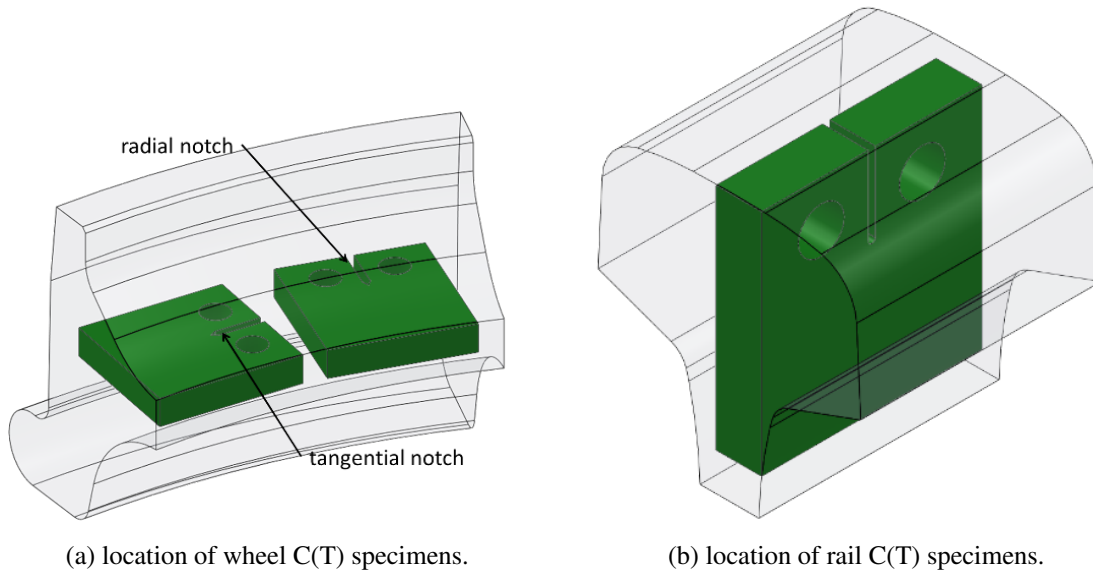 radial notch
tangential notch
(a) location of wheel C(T) specimens.
(b) location of rail C(T) specimens.